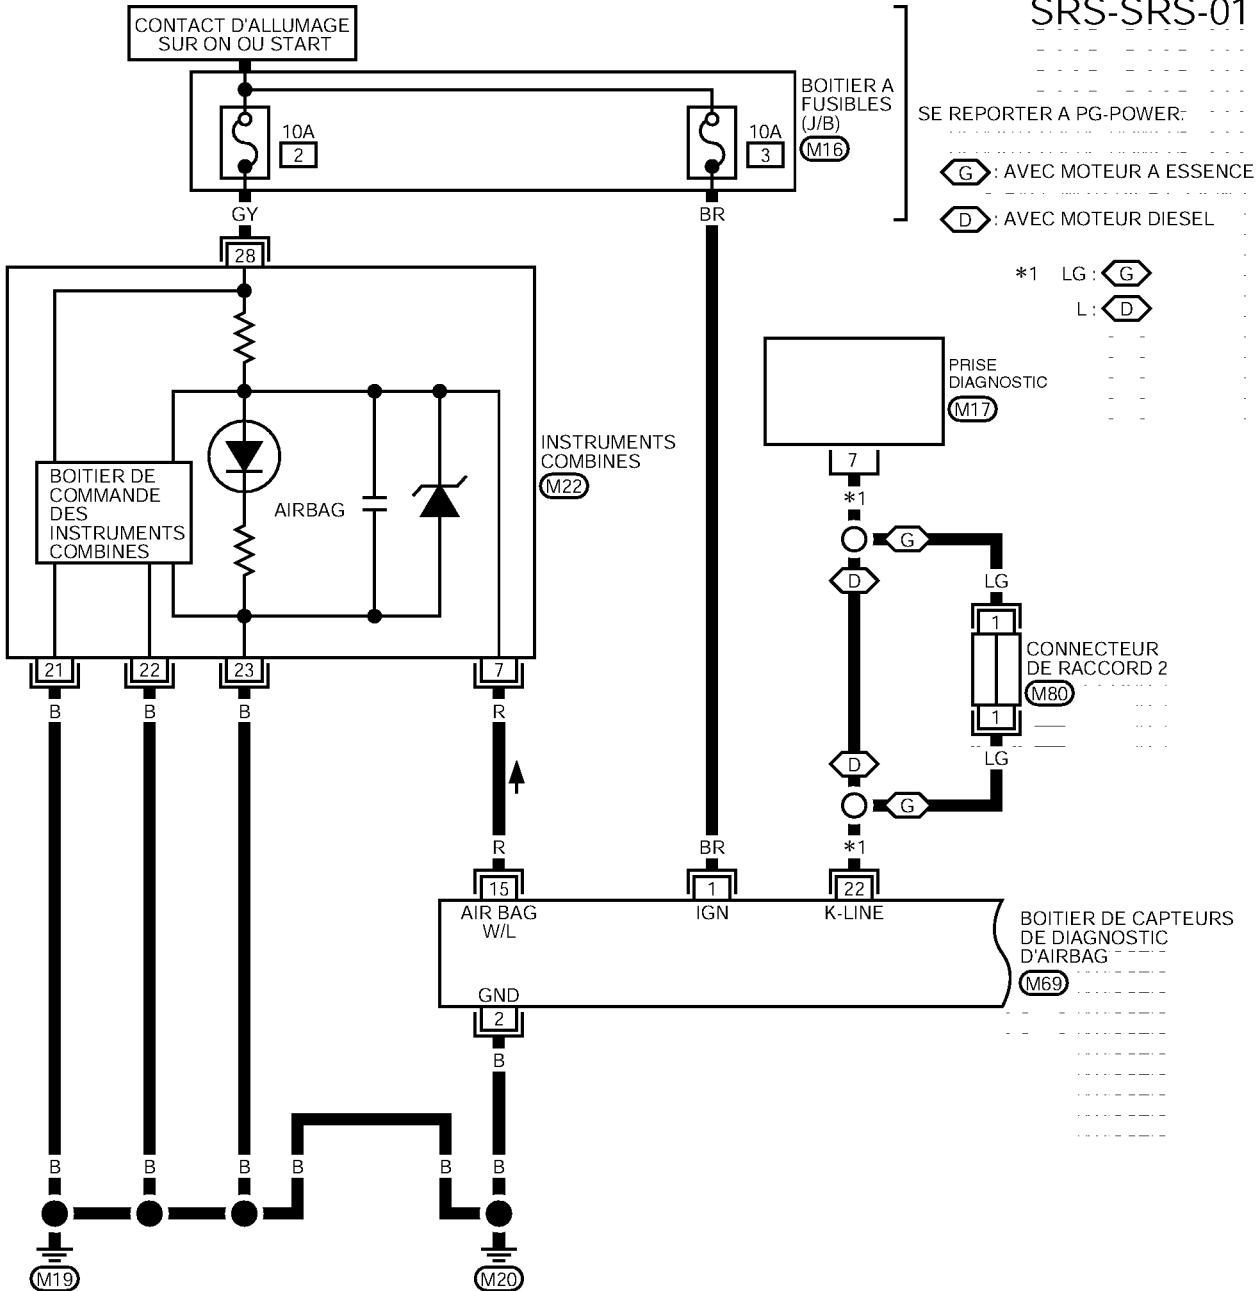 SRS-SRS-01
CONTACT D'ALLUMAGE
SUR ON OU START
BOITIER A
FUSIBLES
(J/B)
M16
10A
2
10A
3
SE REPORTER A PG-POWER.
G : AVEC MOTEUR A ESSENCE
D : AVEC MOTEUR DIESEL
*1 LG : G
L : D
GY
BR
28
PRISE
DIAGNOSTIC
M17
7
*1
INSTRUMENTS
COMBINES
M22
BOITIER DE
COMMANDE
DES
INSTRUMENTS
COMBINES
AIRBAG
G
D
LG
1
CONNECTEUR
DE RACCORD 2
M80
1
LG
D
G
*1
21
22
23
7
B
B
B
R
R
BR
15
1
22
AIR BAG
W/L
IGN
K-LINE
BOITIER DE CAPTEURS
DE DIAGNOSTIC
D'AIRBAG
M69
GND
2
B
B
B
B
B
B
B
M19
M20